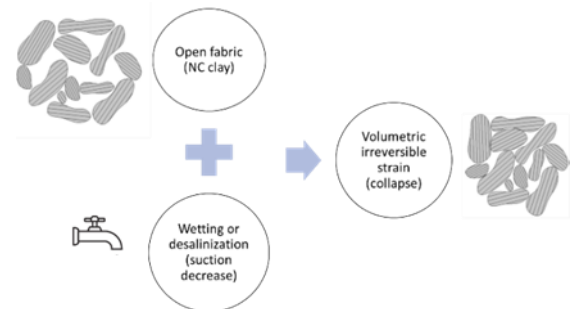 Open fabric
(NC clay)
Volumetric
irreversible
strain
(collapse)
Wetting or
desalinization
(suction
decrease)